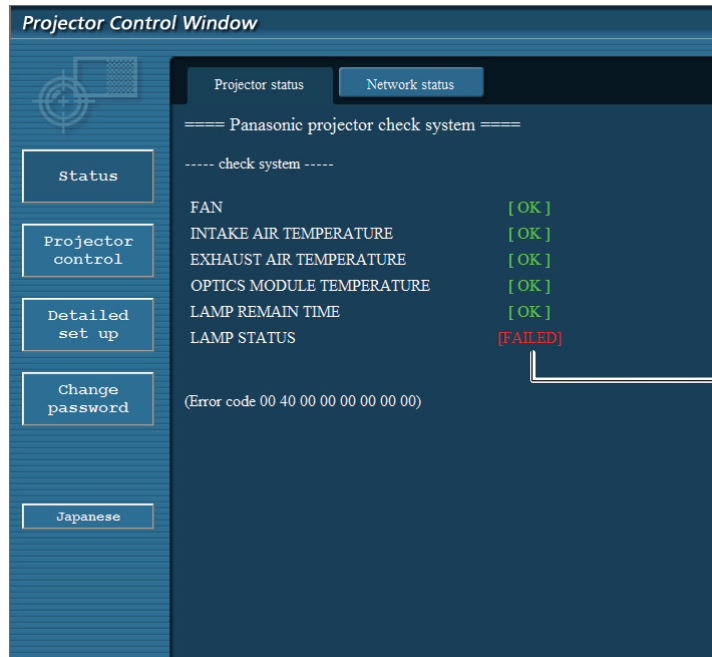 Projector Control Window
Projector status
Network status
==== Panasonic projector check system ====
----- check system -----
FAN [ OK ]
INTAKE AIR TEMPERATURE [ OK ]
EXHAUST AIR TEMPERATURE [ OK ]
OPTICS MODULE TEMPERATURE [ OK ]
LAMP REMAIN TIME [ OK ]
LAMP STATUS [FAILED]
(Error code 00 40 00 00 00 00 00 00)
Status
Projector
control
Detailed
set up
Change
password
Japanese